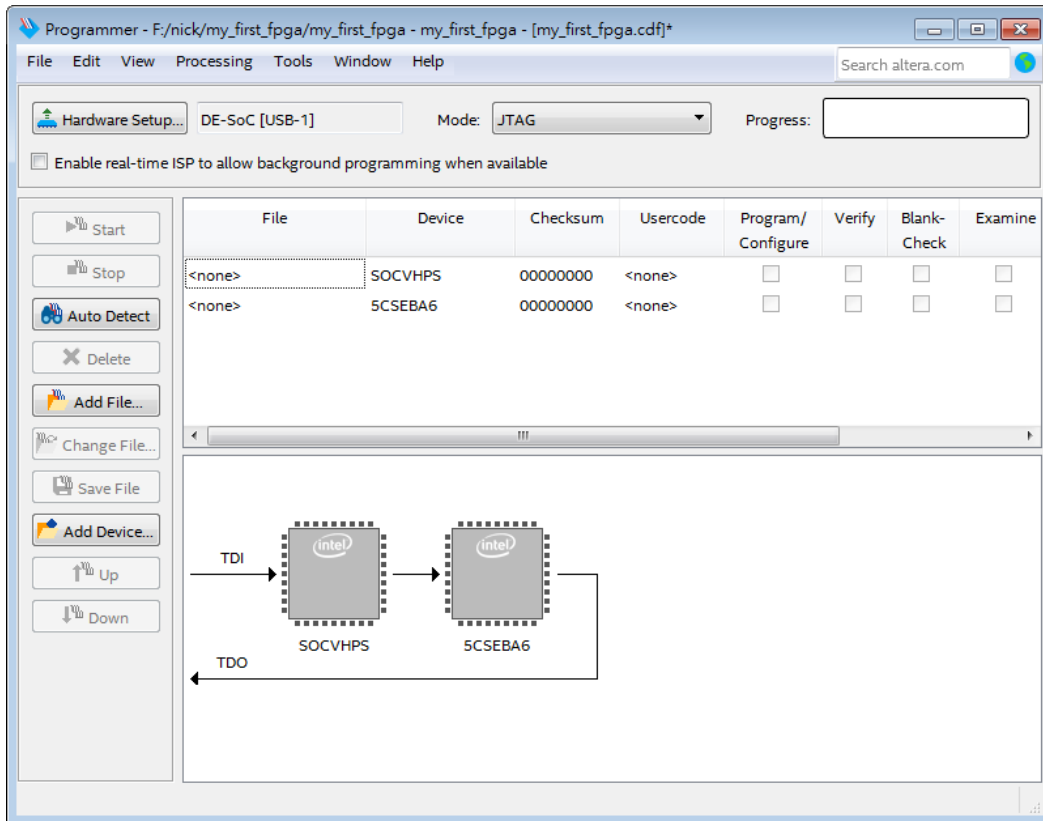 Programmer - F:/nick/my_first_fpga/my_first_fpga - my_first_fpga - [my_first_fpga.cdf]*
File Edit View Processing Tools Window Help Search altera.com
Hardware Setup... DE-SoC [USB-1] Mode: JTAG Progress:
Enable real-time ISP to allow background programming when available
Start
Stop
Auto Detect
Delete
Add File...
Change File...
Save File
Add Device...
Up
Down
File Device Checksum Usercode Program/ Verify Blank- Examine
Configure Check
<none> SOCVHPS 00000000 <none>
<none> 5CSEBA6 00000000 <none>
intel intel
TDI
SOCVHPS 5CSEBA6
TDO